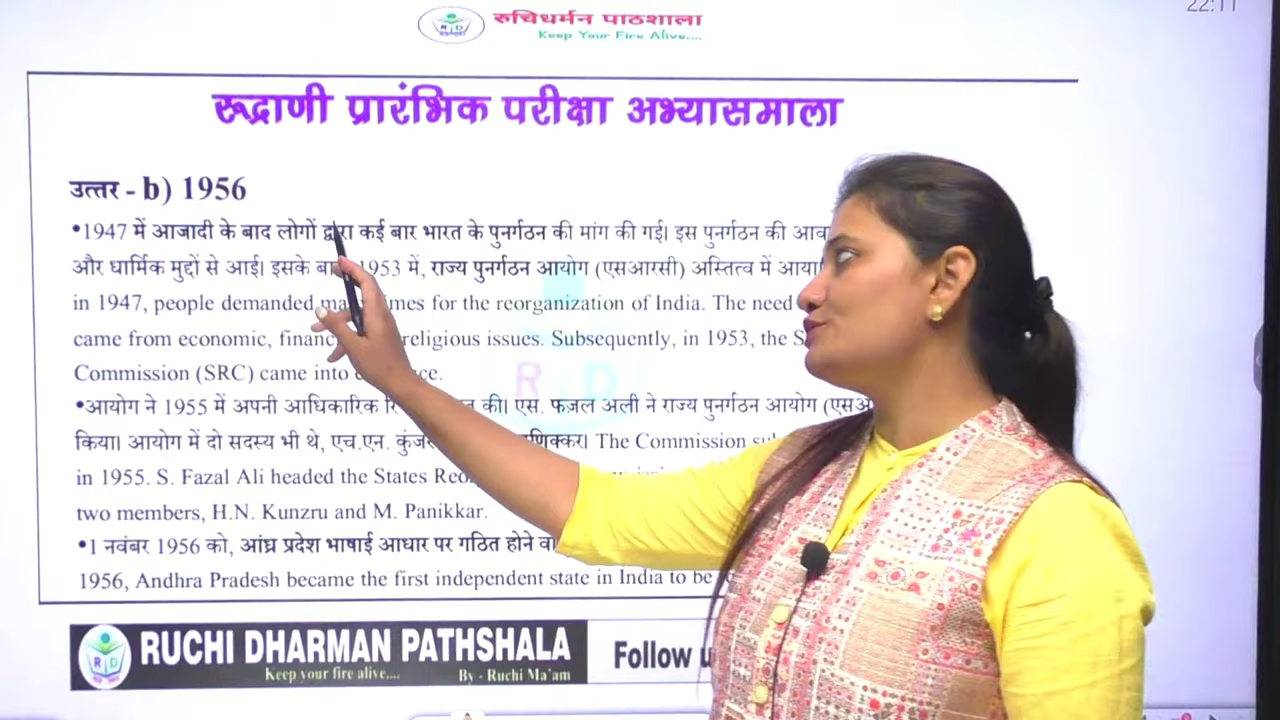 22:11
रुचिधर्मन पाठशाला
Keep Your Fire Alive....
रूद्राणी प्रारंभिक परीक्षा अभ्यासमाला
उत्तर - b) 1956
•1947 में आजादी के बाद लोगों द्वारा कई बार भारत के पुनर्गठन की मांग की गई। इस पुनर्गठन की
और धार्मिक मुद्दों से आई। इसके 1953 में, राज्य पुनर्गठन आयोग (एसआरसी) अस्तित्व में
in 1947, people demanded times for the reorganization of India. The need
came from economic, religious issues. Subsequently, in 1953, the
Commission (SRC) came into
•आयोग ने 1955 में अपनी आधिकारिक की। एस. फज़ल अली ने राज्य पुनर्गठन आयोग
किया। आयोग में दो सदस्य भी थे, एच.एन. The Commission
in 1955. S. Fazal Ali headed the States
two members, H.N. Kunzru and M. Panikkar.
•1 नवंबर 1956 को, आंध्र प्रदेश भाषाई आधार पर गठित होने
1956, Andhra Pradesh became the first independent state in India to be
RUCHI DHARMAN PATHSHALA
Keep your fire alive.... By - Ruchi Ma'am
Follow